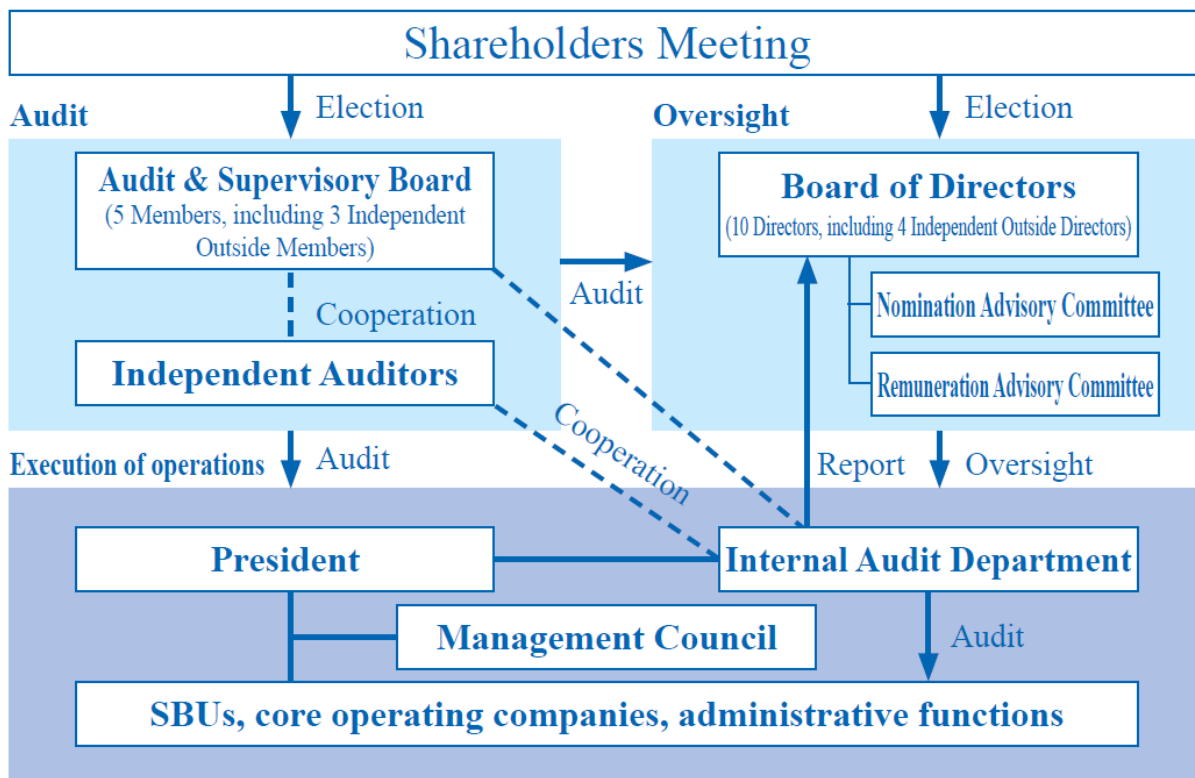 Shareholders Meeting
Election
Election
Audit
Oversight
Audit & Supervisory Board
(5 Members, including 3 Independent
Outside Members)
Board of Directors
(10 Directors, including 4 Independent Outside Directors)
Audit
Cooperation
Nomination Advisory Committee
Independent Auditors
Remuneration Advisory Committee
Cooperation
Execution of operations
Audit
Report
Oversight
President
Internal Audit Department
Management Council
Audit
SBUs, core operating companies, administrative functions